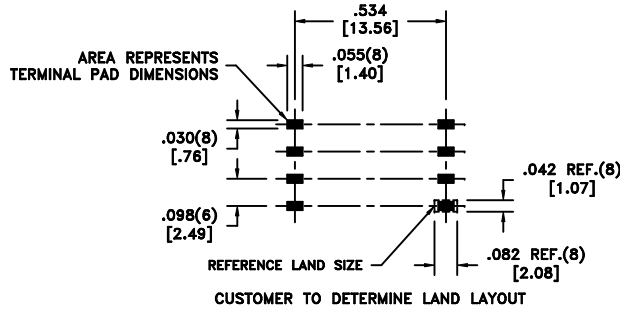 .534
[13.56]
AREA REPRESENTS
TERMINAL PAD DIMENSIONS
.055(8)
[1.40]
.030(8)
[.76]
.042 REF.(8)
[1.07]
.098(6)
[2.49]
REFERENCE LAND SIZE
.082 REF.(8)
[2.08]
CUSTOMER TO DETERMINE LAND LAYOUT